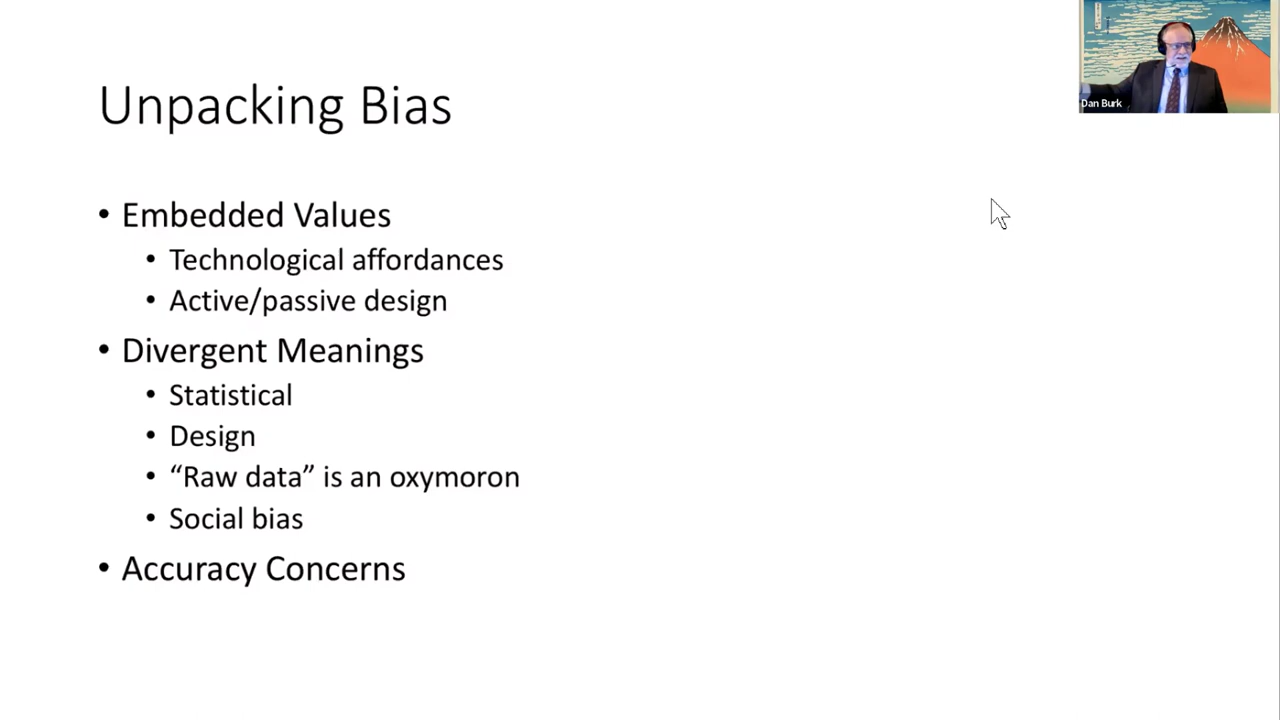 Unpacking Bias
• Embedded Values
• Technological affordances
• Active/passive design
• Divergent Meanings
• Statistical
• Design
• “Raw data” is an oxymoron
• Social bias
• Accuracy Concerns
Dan Burk